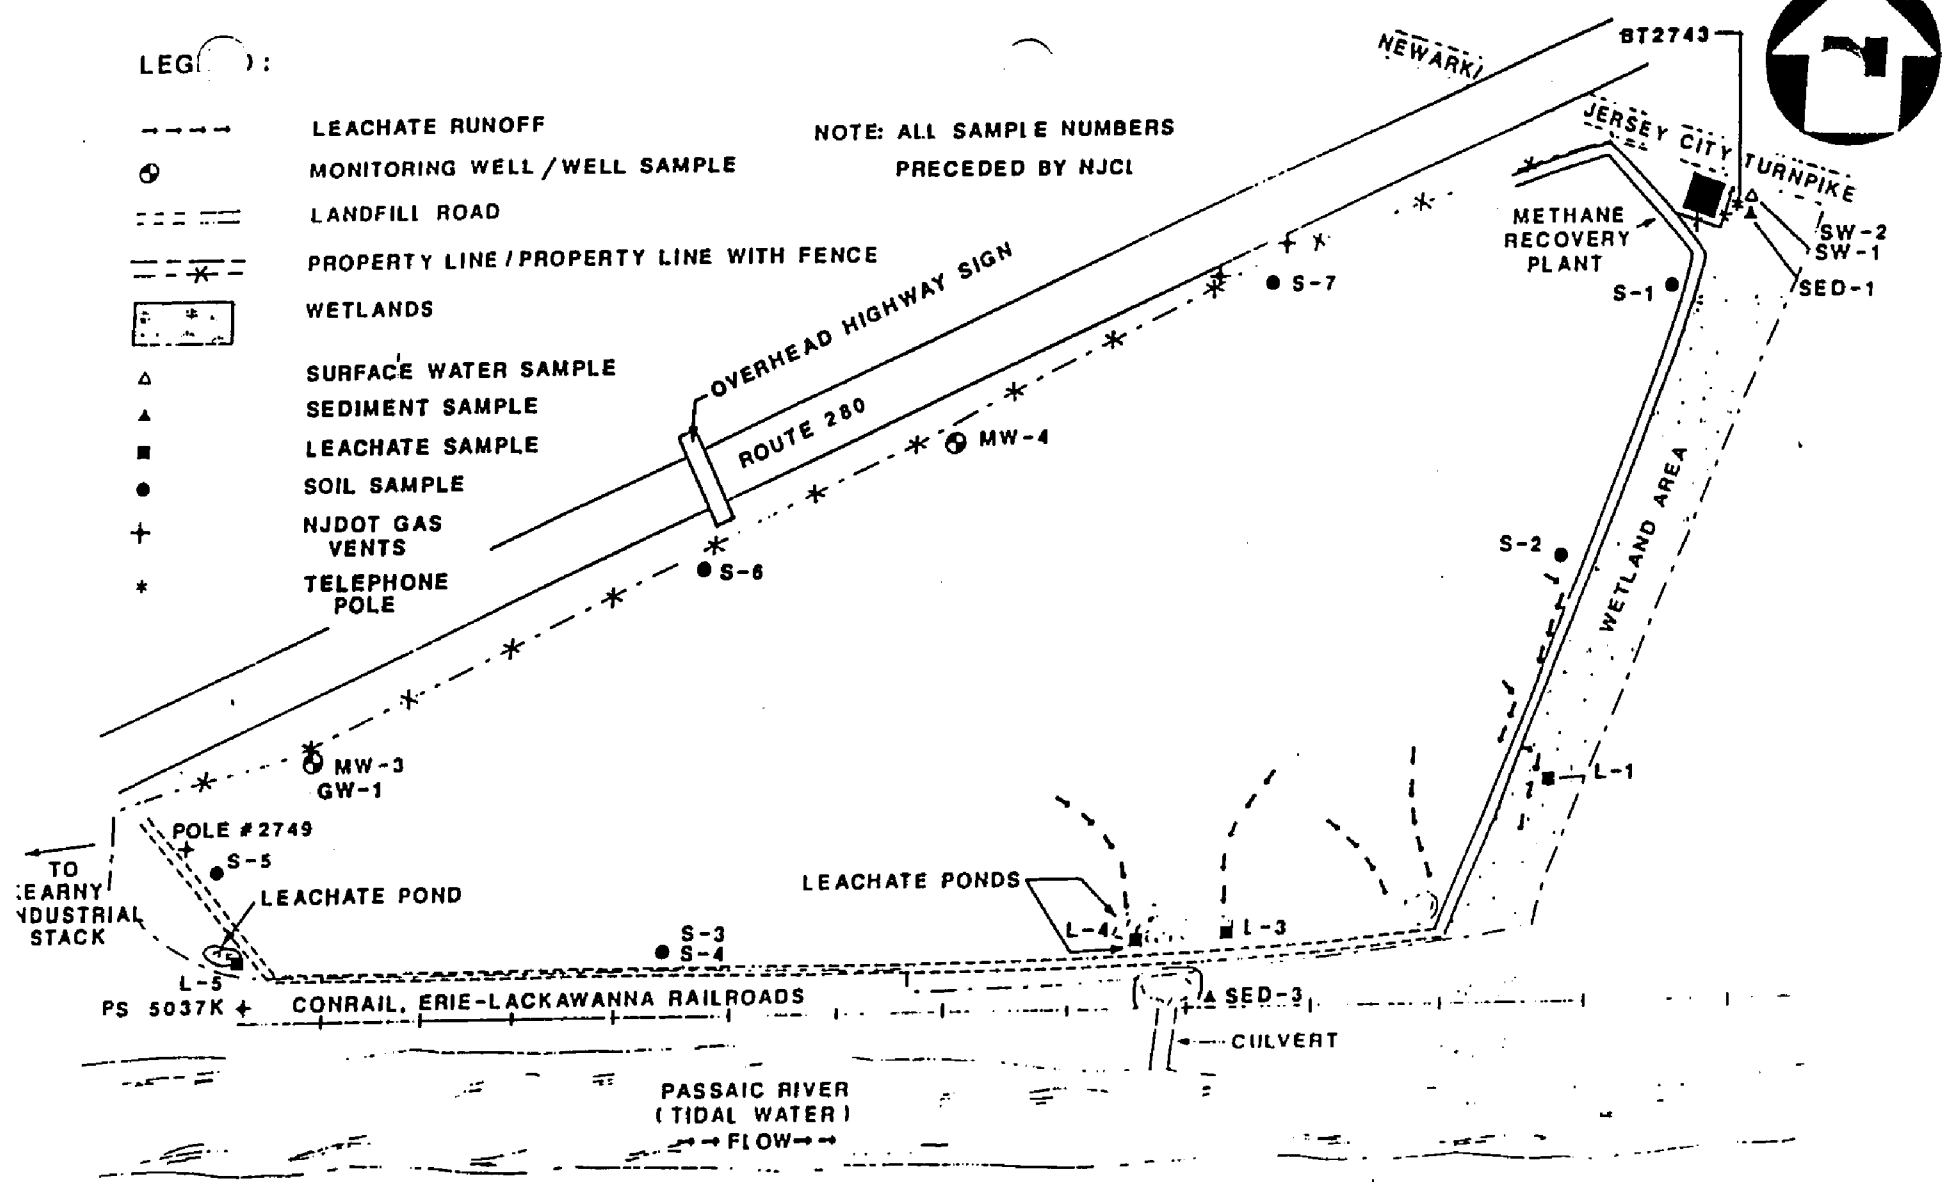 LEG ) :
LEACHATE RUNOFF
MONITORING WELL / WELL SAMPLE
LANDFILL ROAD
PROPERTY LINE / PROPERTY LINE WITH FENCE
WETLANDS
SURFACE WATER SAMPLE
SEDIMENT SAMPLE
LEACHATE SAMPLE
SOIL SAMPLE
NJDOT GAS
VENTS
TELEPHONE
POLE
NOTE: ALL SAMPLE NUMBERS
PRECEDED BY NJCL
NEWARK/
JERSEY CITY TURNPIKE
BT2743
METHANE
RECOVERY
PLANT
SW-2
SW-1
SED-1
S-1
S-7
OVERHEAD HIGHWAY SIGN
ROUTE 280
MW-4
S-6
S-2
WETLAND AREA
L-1
MW-3
GW-1
POLE #2749
S-5
TO
EARNY
NDUSTRIAL
STACK
LEACHATE POND
LEACHATE PONDS
L-4
L-3
S-3
S-4
L-5
PS 5037K
CONRAIL, ERIE-LACKAWANNA RAILROADS
SED-3
CULVERT
PASSAIC RIVER
(TIDAL WATER)
FLOW